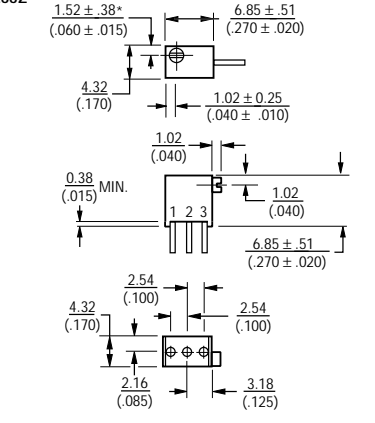 1.52 ± .38*
(.060 ± .015)
6.85 ± .51
(.270 ± .020)
4.32
(.170)
1.02 ± 0.25
(.040 ± .010)
1.02
(.040)
0.38 MIN.
(.015)
1.02
(.040)
1 2 3
6.85 ± .51
(.270 ± .020)
2.54
(.100)
4.32
(.170)
2.54
(.100)
2.16
(.085)
3.18
(.125)